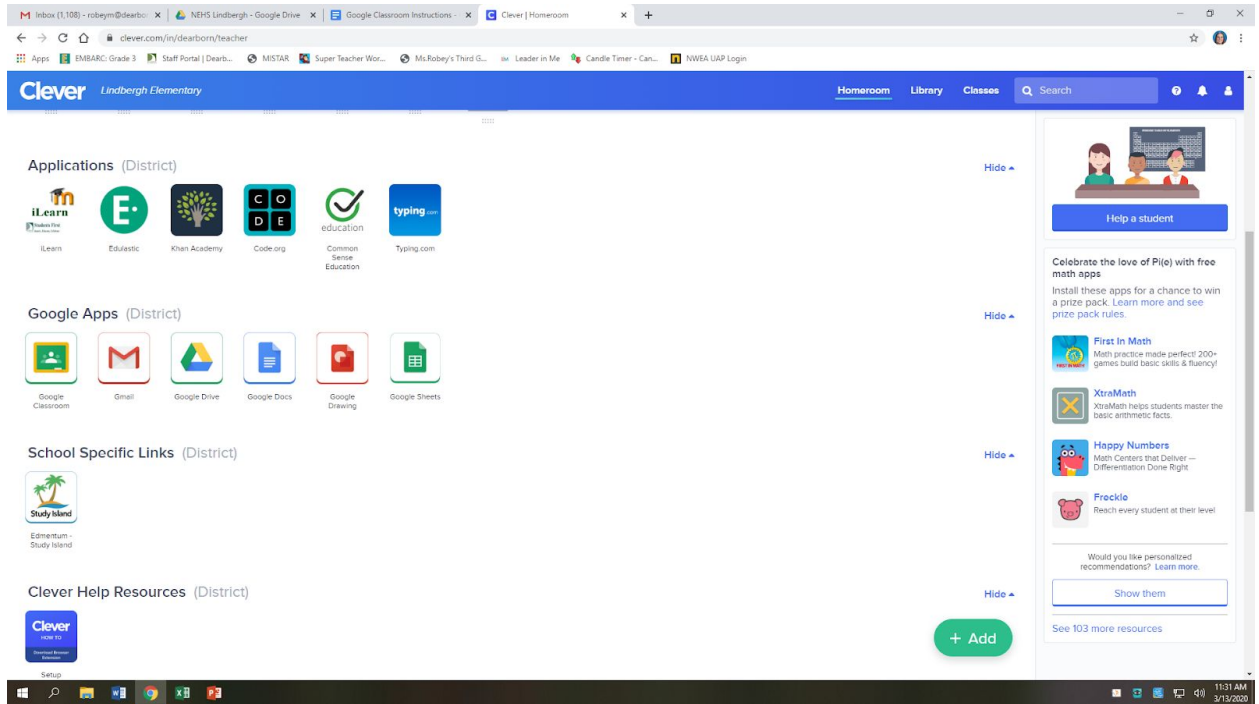 Inbox (1,108) - robeym@dearbo
NEHS Lindbergh - Google Drive
Google Classroom Instructions -
Clever | Homeroom
clever.com/in/dearborn/teacher
Apps
EMBARC: Grade 3
Staff Portal | Dearb...
MISTAR
Super Teacher Wor...
Ms.Robey's Third G...
Leader in Me
Candle Timer - Can...
NWEA UAP Login
Clever
Lindbergh Elementary
Homeroom
Library
Classes
Search
Applications (District)
Hide
iLearn
Students First
E
C O
D E
education
typing.com
iLearn
Edulastic
Khan Academy
Code.org
Common
Sense
Education
Typing.com
Google Apps (District)
Hide
Google
Classroom
Gmail
Google Drive
Google Docs
Google
Drawing
Google Sheets
School Specific Links (District)
Hide
Study Island
Edmentum -
Study Island
Clever Help Resources (District)
Hide
Clever
HOW TO
Download Browser
Extension
Setup
+ Add
Help a student
Celebrate the love of Pi(e) with free
math apps
Install these apps for a chance to win
a prize pack. Learn more and see
prize pack rules.
FIRST IN MATH
First In Math
Math practice made perfect! 200+
games build basic skills & fluency!
XtraMath
XtraMath helps students master the
basic arithmetic facts.
Happy Numbers
Math Centers that Deliver —
Differentiation Done Right
Freckle
Reach every student at their level
Would you like personalized
recommendations? Learn more.
Show them
See 103 more resources
11:31 AM
3/13/2020